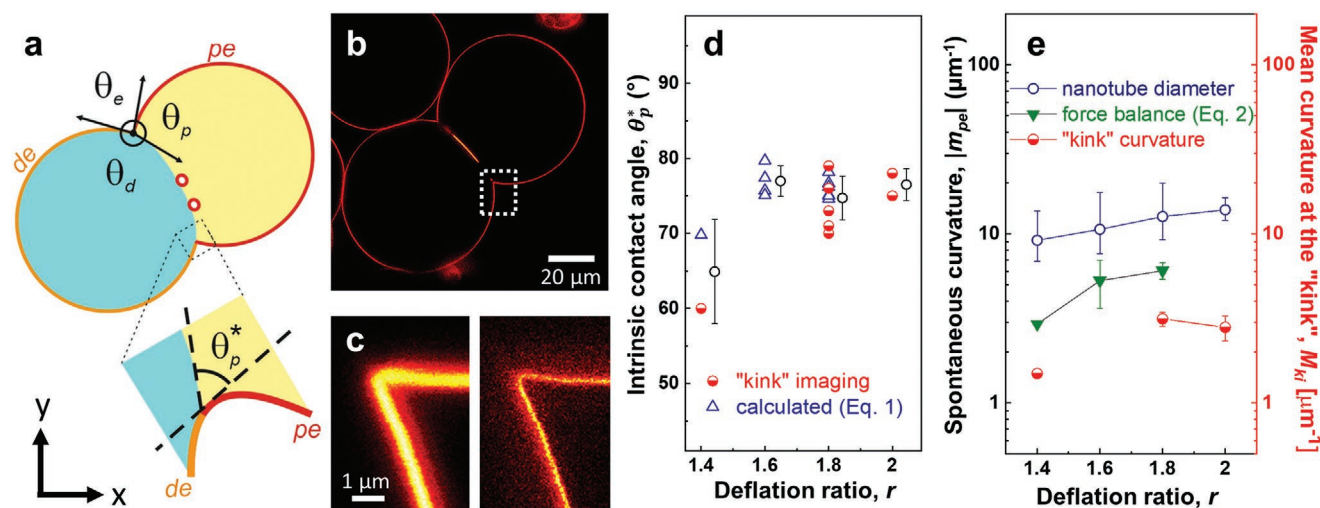 a
pe
θe
θp
θd
de
θp*
pe
de
y
x
b
20 µm
c
1 µm
d
Intrinsic contact angle, θp* (°)
90
80
70
60
50
"kink" imaging
calculated (Eq. 1)
1.4 1.6 1.8 2
Deflation ratio, r
e
Spontaneous curvature, |mpe| (µm⁻¹)
100
10
1
nanotube diameter
force balance (Eq. 2)
"kink" curvature
1.4 1.6 1.8 2
Deflation ratio, r
100
10
1
Mean curvature at the "kink", Mki [µm⁻¹]